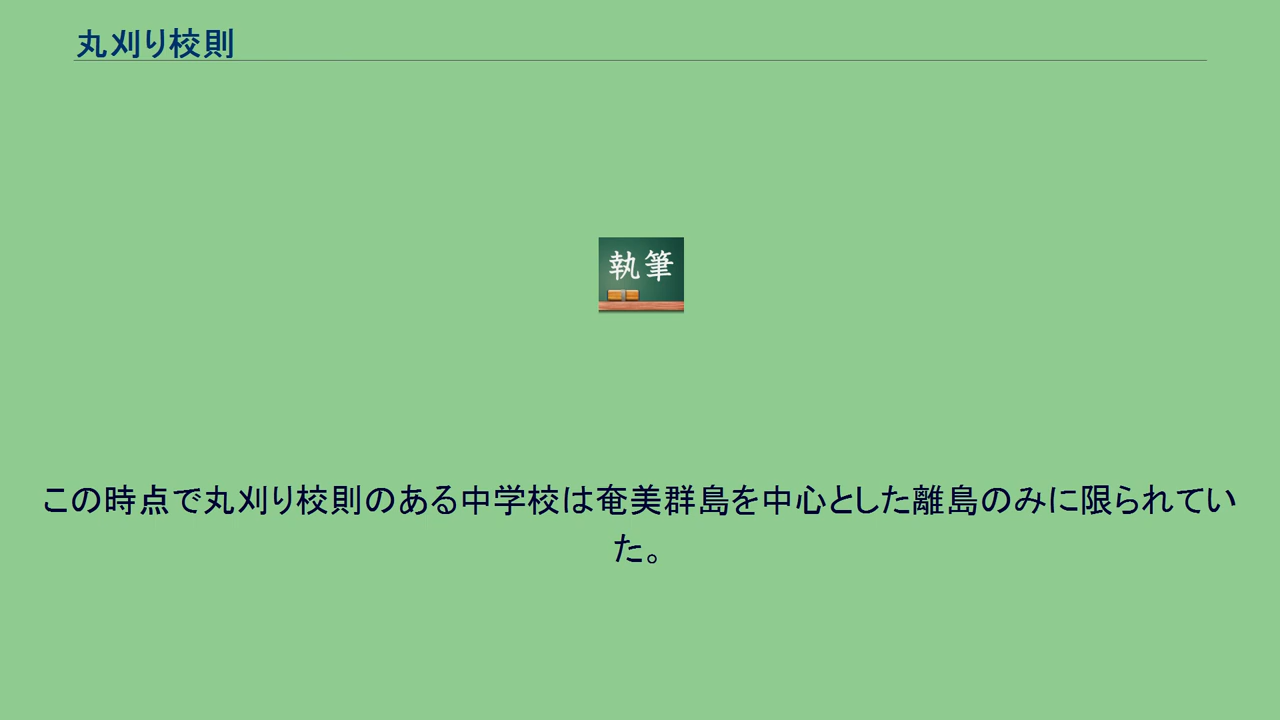 丸刈り校則
執筆
この時点で丸刈り校則のある中学校は奄美群島を中心とした離島のみに限られてい
た。